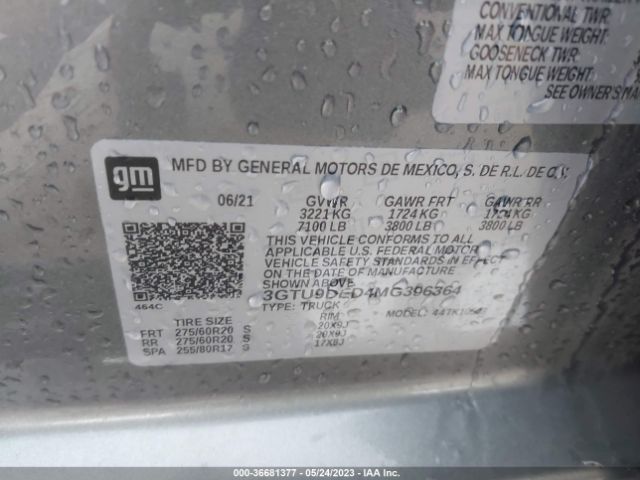 CONVENTIONAL TWR:
MAX TONGUE WEIGHT:
GOOSENECK TWR:
MAX TONGUE WEIGHT:
SEE OWNER'S MA
gm
MFD BY GENERAL MOTORS DE MEXICO, S. DE R.L. DE C.V.
06/21 GVWR GAWR FRT GAWR RR
3221 KG 1724 KG 1724 KG
7100 LB 3800 LB 3800 LB
THIS VEHICLE CONFORMS TO ALL
APPLICABLE U.S. FEDERAL MOTOR
VEHICLE SAFETY STANDARDS IN EFFECT
ON THE DATE OF MANUFACTURE
SHOWN ABOVE.
3GTU9DED4MG396364
TYPE: TRUCK MODEL:
464C
TIRE SIZE RIM
FRT 275/60R20 S 20X9J
RR 275/60R20 S 20X9J
SPA 255/80R17 S 17X8J
000-36681377 - 05/24/2023 - IAA Inc.